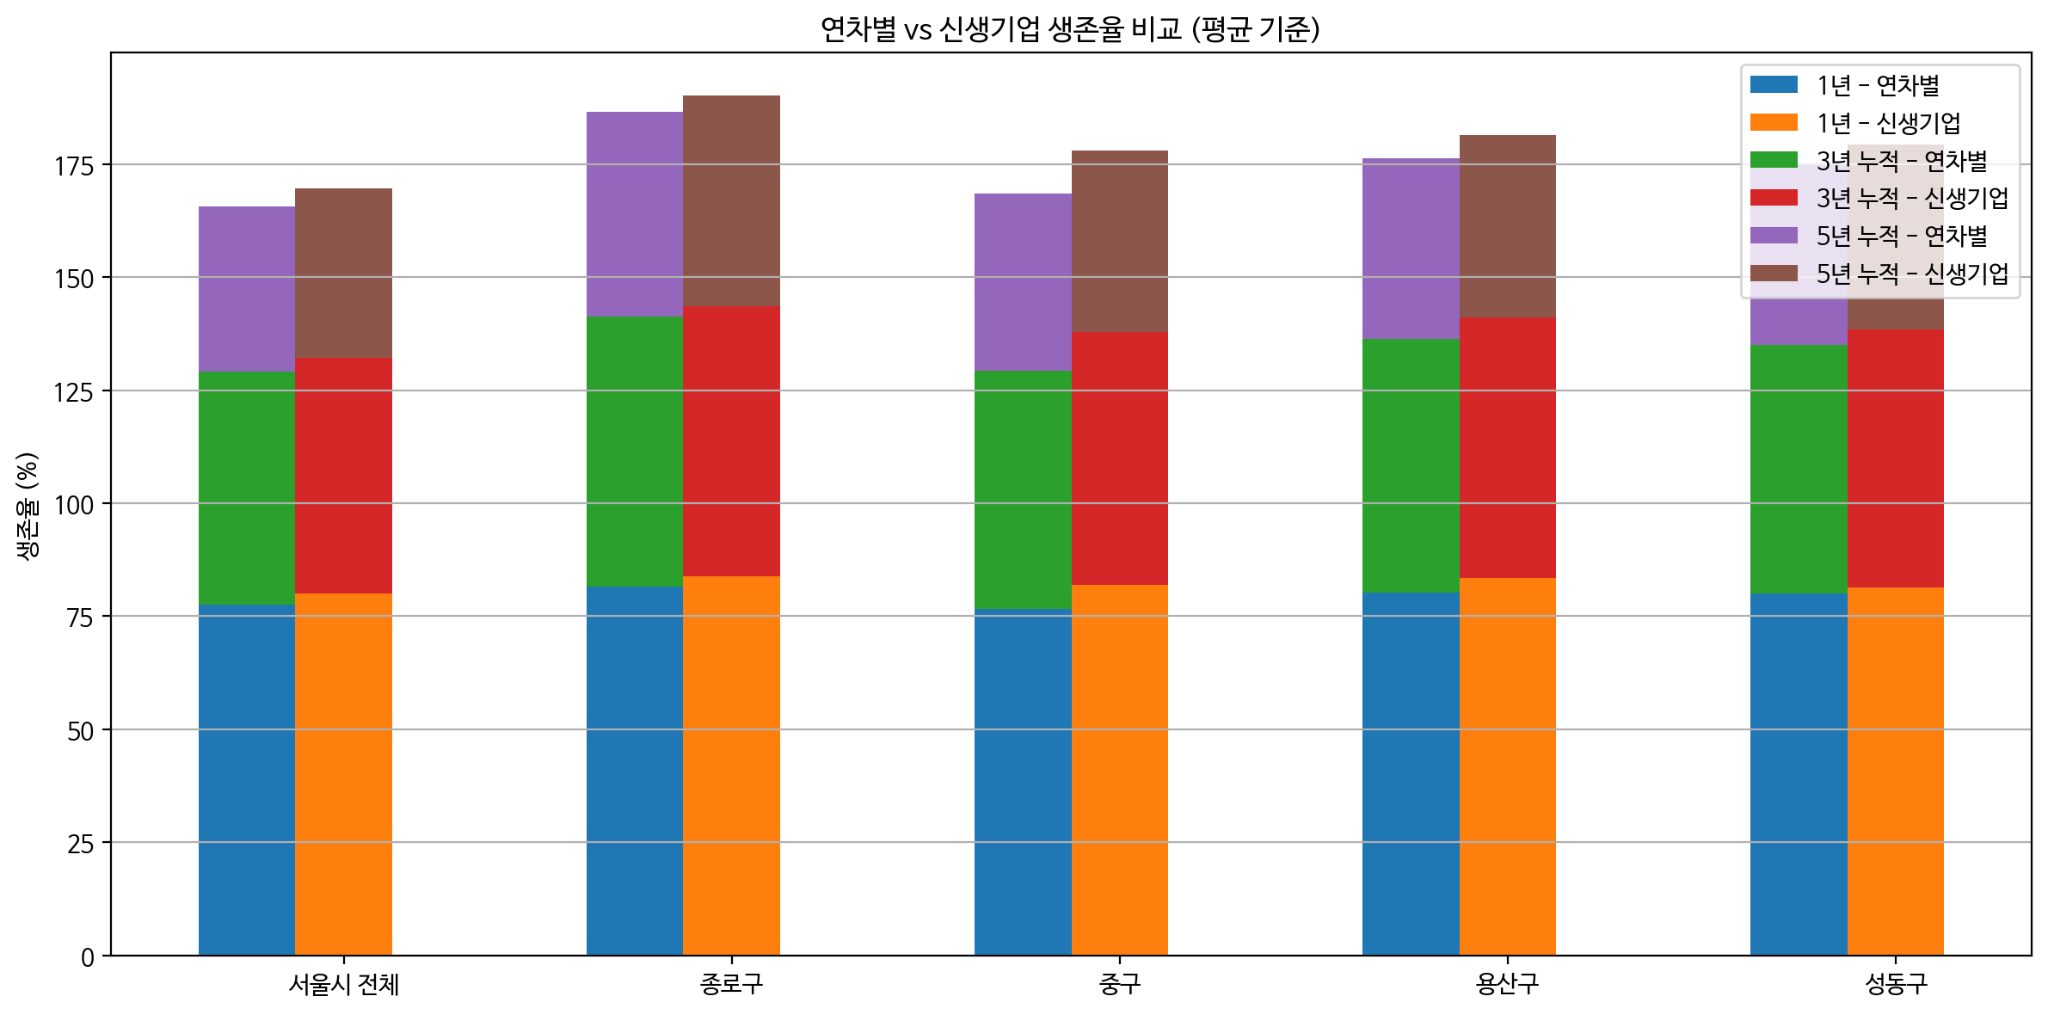 연차별 vs 신생기업 생존율 비교 (평균 기준)
1년 - 연차별
1년 - 신생기업
3년 누적 - 연차별
3년 누적 - 신생기업
5년 누적 - 연차별
5년 누적 - 신생기업
생존율 (%)
175
150
125
100
75
50
25
0
서울시 전체
종로구
중구
용산구
성동구